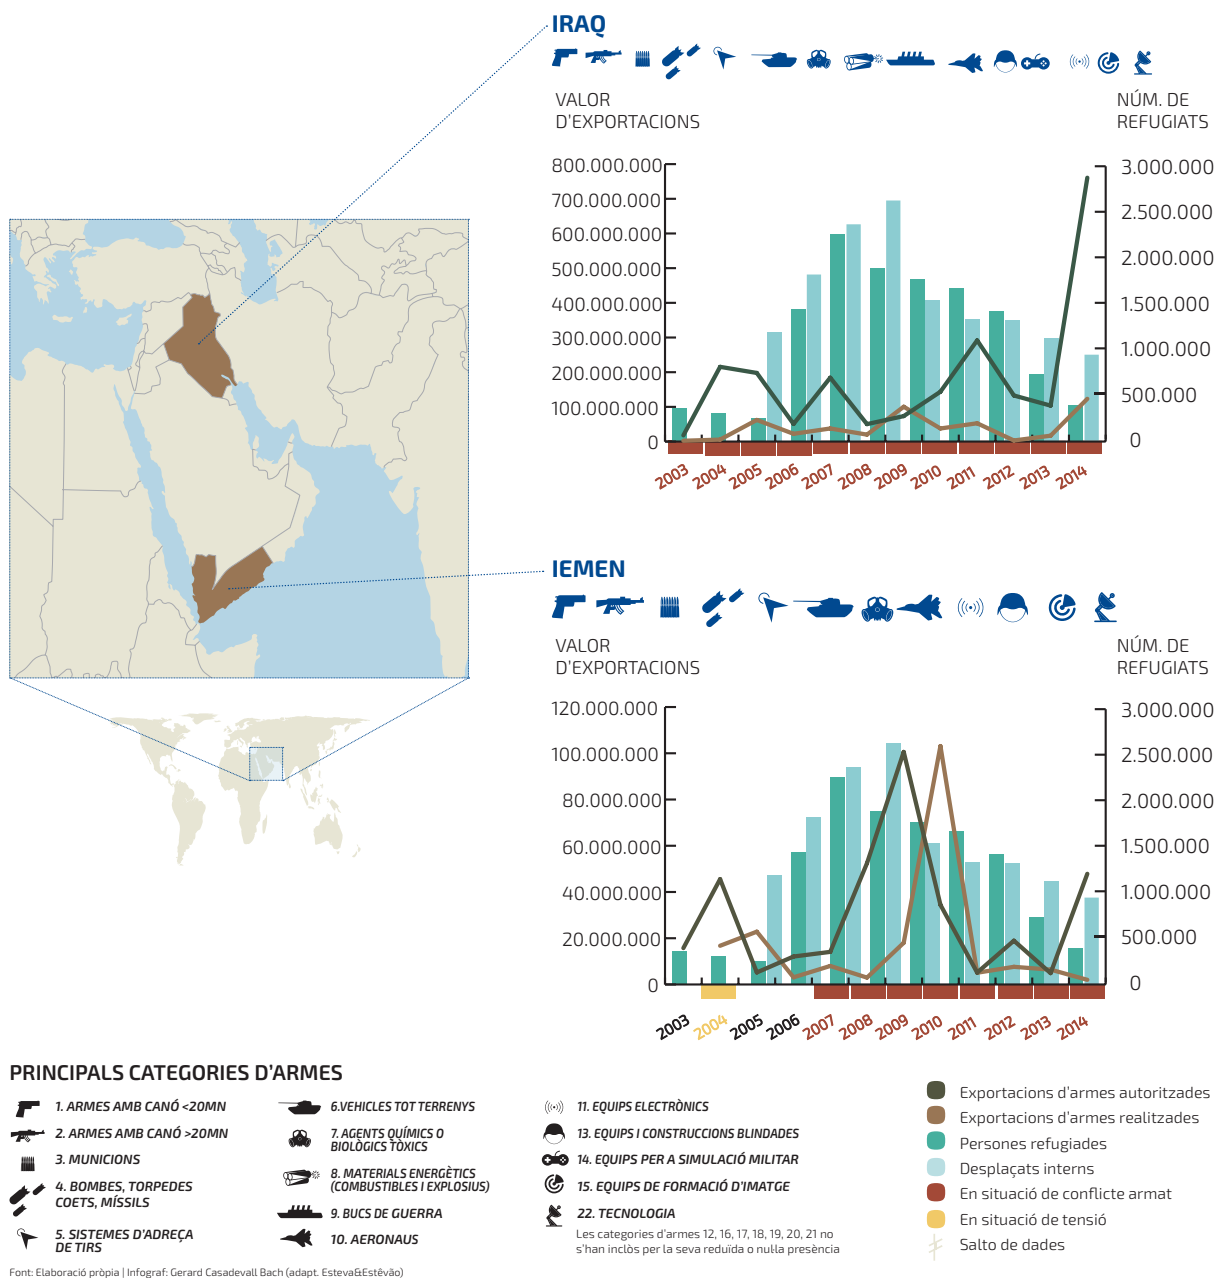 IRAQ
VALOR
D'EXPORTACIONS
NÚM. DE
REFUGIATS
800.000.000
700.000.000
600.000.000
500.000.000
400.000.000
300.000.000
200.000.000
100.000.000
0
3.000.000
2.500.000
2.000.000
1.500.000
1.000.000
500.000
0
2003
2004
2005
2006
2007
2008
2009
2010
2011
2012
2013
2014
IEMEN
VALOR
D'EXPORTACIONS
NÚM. DE
REFUGIATS
120.000.000
100.000.000
80.000.000
60.000.000
40.000.000
20.000.000
0
3.000.000
2.500.000
2.000.000
1.500.000
1.000.000
500.000
0
2003
2004
2005
2006
2007
2008
2009
2010
2011
2012
2013
2014
PRINCIPALS CATEGORIES D'ARMES
1. ARMES AMB CANÓ <20MN
2. ARMES AMB CANÓ >20MN
3. MUNICIONS
4. BOMBES, TORPEDES
COETS, MÍSSILS
5. SISTEMES D'ADREÇA
DE TIRS
6.VEHICLES TOT TERRENYS
7. AGENTS QUÍMICS O
BIOLÒGICS TÒXICS
8. MATERIALS ENERGÈTICS
(COMBUSTIBLES I EXPLOSIUS)
9. BUCS DE GUERRA
10. AERONAUS
11. EQUIPS ELECTRÒNICS
13. EQUIPS I CONSTRUCCIONS BLINDADES
14. EQUIPS PER A SIMULACIÓ MILITAR
15. EQUIPS DE FORMACIÓ D'IMATGE
22. TECNOLOGIA
Les categories d'armes 12, 16, 17, 18, 19, 20, 21 no
s'han inclòs per la seva reduïda o nul·la presència
Exportacions d'armes autoritzades
Exportacions d'armes realitzades
Persones refugiades
Desplaçats interns
En situació de conflicte armat
En situació de tensió
Salto de dades
Font: Elaboració pròpia | Infograf: Gerard Casadevall Bach (adapt. Esteva&Estêvão)